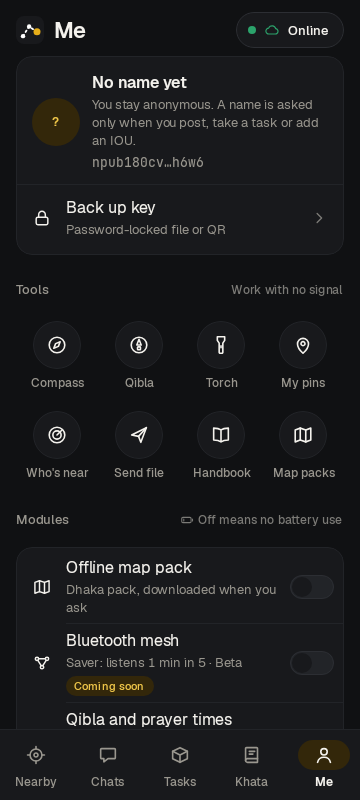 Me
Online
No name yet
?
You stay anonymous. A name is asked
only when you post, take a task or add
an IOU.
npub180cv…h6w6
Back up key
Password-locked file or QR
Tools
Work with no signal
Compass
Qibla
Torch
My pins
Who's near
Send file
Handbook
Map packs
Modules
Off means no battery use
Offline map pack
Dhaka pack, downloaded when you
ask
Bluetooth mesh
Saver: listens 1 min in 5 · Beta
Coming soon
Qibla and prayer times
Nearby
Chats
Tasks
Khata
Me